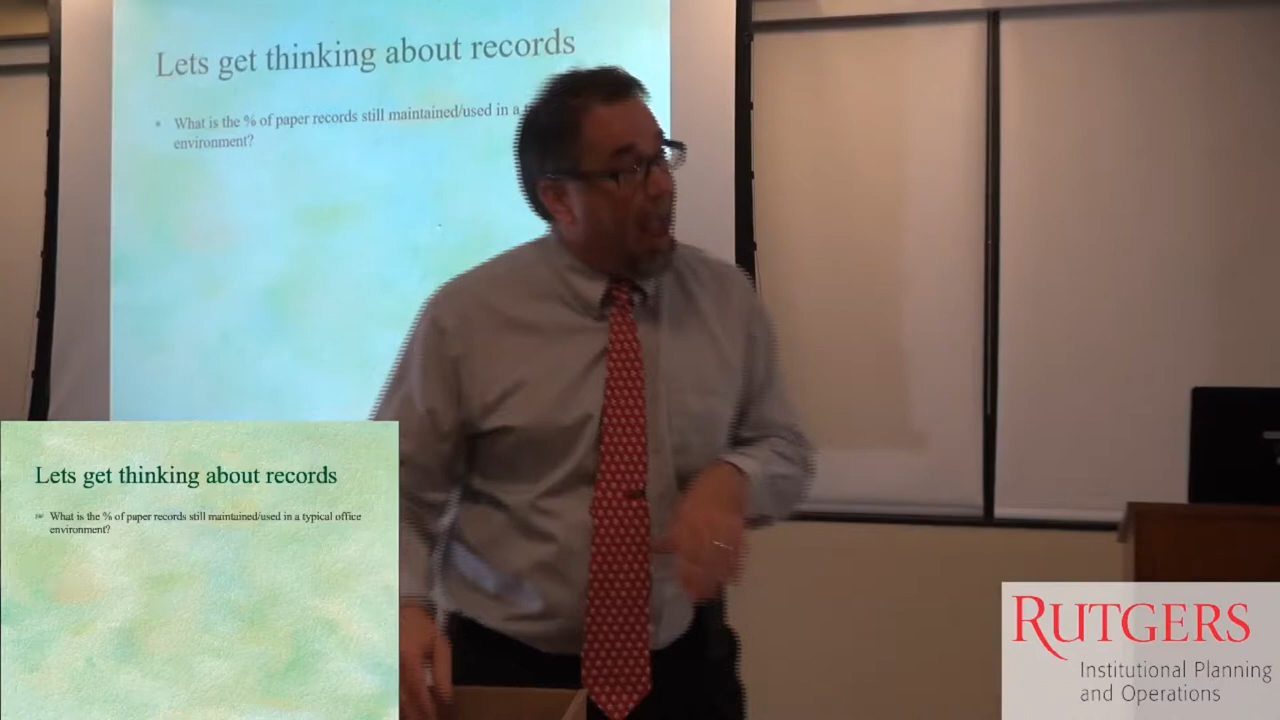 Lets get thinking about records
What is the % of paper records still maintained/used in a
environment?
Lets get thinking about records
What is the % of paper records still maintained/used in a typical office
environment?
RUTGERS
Institutional Planning
and Operations